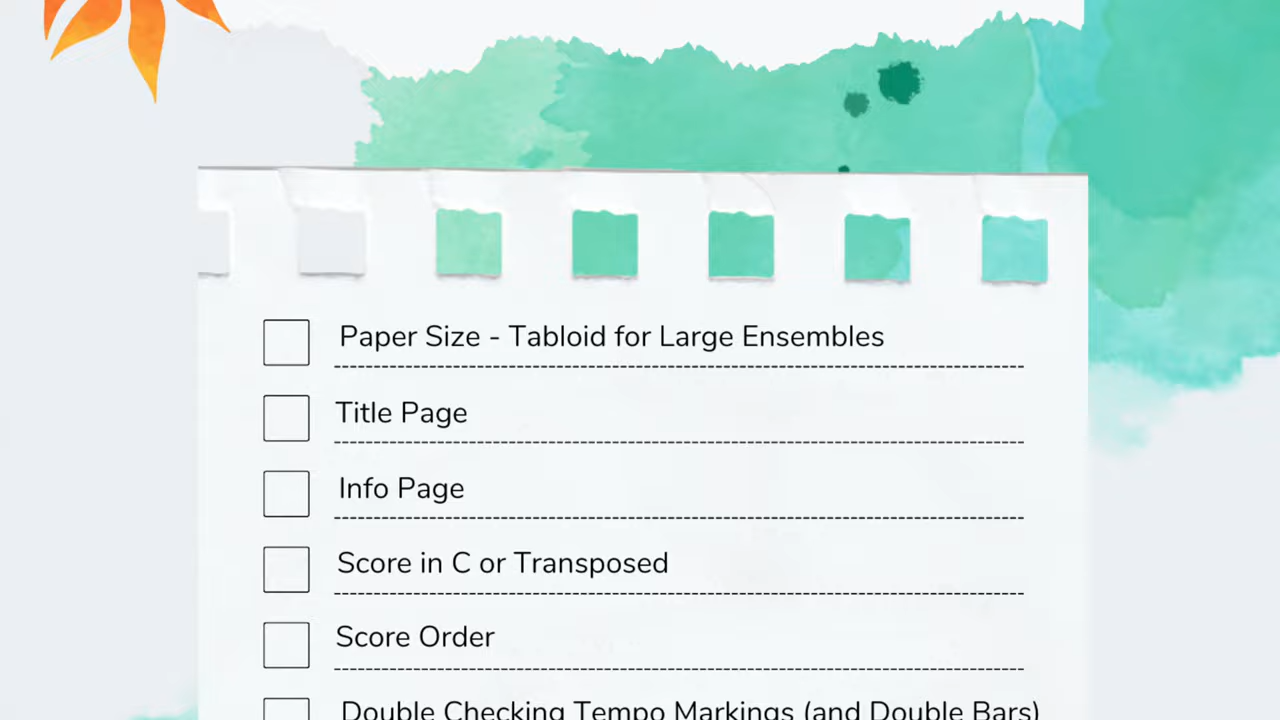 Paper Size - Tabloid for Large Ensembles
Title Page
Info Page
Score in C or Transposed
Score Order
Double Checking Tempo Markings (and Double Bars)